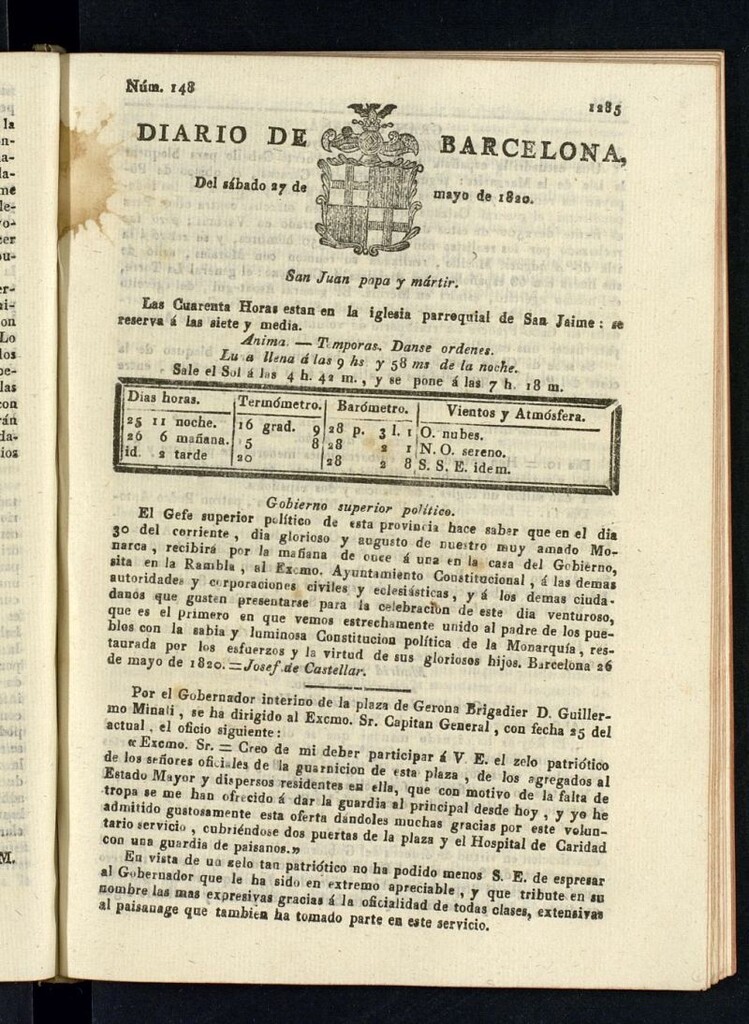 Núm. 148
1285
DIARIO DE BARCELONA,
Del sábado 27 de mayo de 1820.
San Juan papa y mártir.
Las Cuarenta Horas estan en la iglesia parroquial de San Jaime: se
reserva á las siete y media.
Anima. — Temporas. Danse ordenes.
Lu a llena á las 9 hs y 58 ms de la noche.
Sale el Sol á las 4 h. 42 m., y se pone á las 7 h. 18 m.
Dias horas. Termómetro. Barómetro. Vientos y Atmósfera.
25 11 noche. 16 grad. 9 28 p. 3 l. 1 O. nubes.
26 6 mañana. 15 8 28 2 1 N. O. sereno.
id. 2 tarde 20 28 2 8 S. S. E. idem.
Gobierno superior político.
El Gefe superior político de esta provincia hace saber que en el dia
30 del corriente, dia glorioso y augusto de nuestro muy amado Mo-
narca, recibirá por la mañana de once á una en la casa del Gobierno,
sita en la Rambla, al Excmo. Ayuntamiento Constitucional, á las demas
autoridades y corporaciones civiles y eclesiásticas, y á los demas ciuda-
danos que gusten presentarse para la celebracion de este dia venturoso,
que es el primero en que vemos estrechamente unido al padre de los pue-
blos con la sabia y luminosa Constitucion política de la Monarquía, res-
taurada por los esfuerzos y la virtud de sus gloriosos hijos. Barcelona 26
de mayo de 1820. = Josef de Castellar.
Por el Gobernador interino de la plaza de Gerona Brigadier D. Guiller-
mo Minali, se ha dirigido al Excmo. Sr. Capitan General, con fecha 25 del
actual, el oficio siguiente:
«Excmo. Sr. = Creo de mi deber participar á V. E. el zelo patriótico
de los señores oficiales de la guarnicion de esta plaza, de los agregados al
Estado Mayor y dispersos residentes en ella, que con motivo de la falta de
tropa se me han ofrecido á dar la guardia al principal desde hoy, y yo he
admitido gustosamente esta oferta dandoles muchas gracias por este volun-
tario servicio, cubriéndose dos puertas de la plaza y el Hospital de Caridad
con una guardia de paisanos.»
En vista de un zelo tan patriótico no ha podido menos S. E. de espresar
al Gobernador que le ha sido en extremo apreciable, y que tribute en su
nombre las mas expresivas gracias á la oficialidad de todas clases, extensivas
al paisanage que tambien ha tomado parte en este servicio.